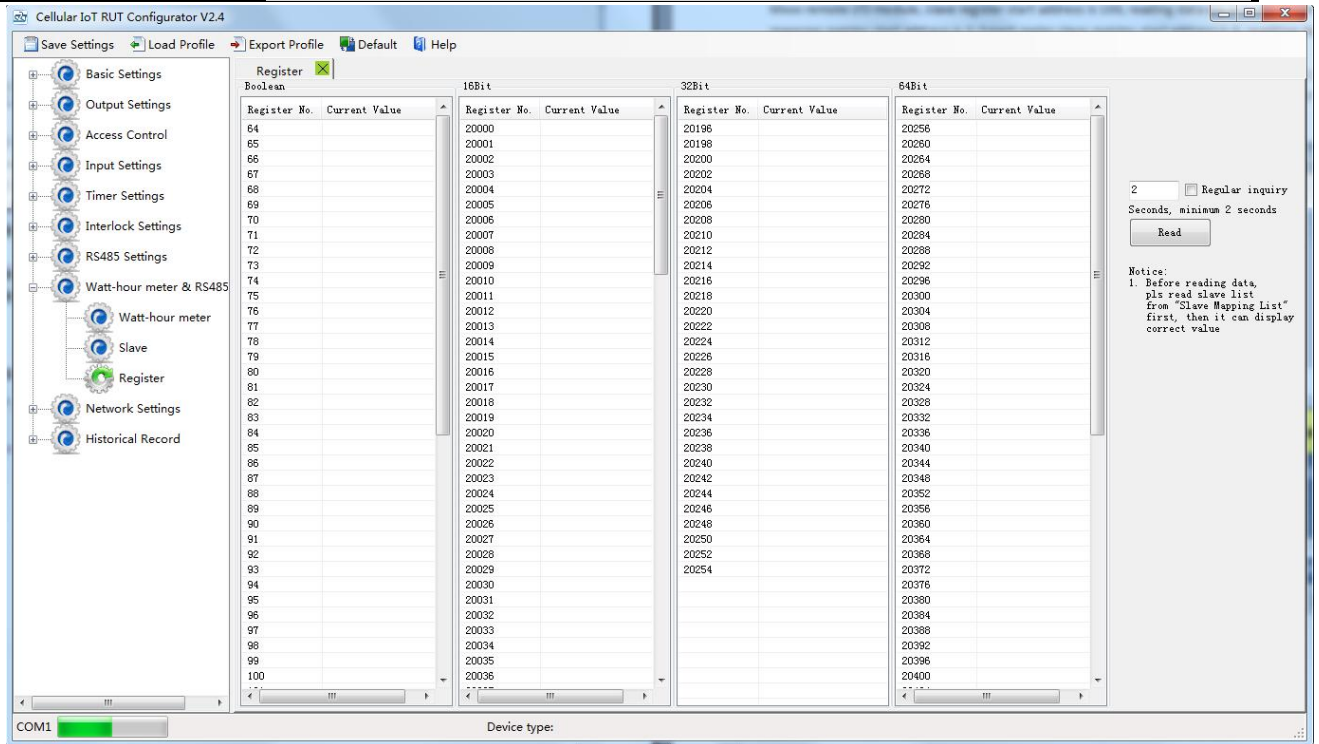 Cellular IoT RUT Configurator V2.4
Save Settings Load Profile Export Profile Default Help
Basic Settings
Output Settings
Access Control
Input Settings
Timer Settings
Interlock Settings
RS485 Settings
Watt-hour meter & RS485
Watt-hour meter
Slave
Register
Network Settings
Historical Record
Register
Boolean 16Bit 32Bit 64Bit
Register No. Current Value Register No. Current Value Register No. Current Value Register No. Current Value
64 20000 20196 20256
65 20001 20198 20260
66 20002 20200 20264
67 20003 20202 20268
68 20004 20204 20272
69 20005 20206 20276
70 20006 20208 20280
71 20007 20210 20284
72 20008 20212 20288
73 20009 20214 20292
74 20010 20216 20296
75 20011 20218 20300
76 20012 20220 20304
77 20013 20222 20308
78 20014 20224 20312
79 20015 20226 20316
80 20016 20228 20320
81 20017 20230 20324
82 20018 20232 20328
83 20019 20234 20332
84 20020 20236 20336
85 20021 20238 20340
86 20022 20240 20344
87 20023 20242 20348
88 20024 20244 20352
89 20025 20246 20356
90 20026 20248 20360
91 20027 20250 20364
92 20028 20252 20368
93 20029 20254 20372
94 20030 20376
95 20031 20380
96 20032 20384
97 20033 20388
98 20034 20392
99 20035 20396
100 20036 20400
2 Regular inquiry
Seconds, minimum 2 seconds
Read
Notice:
1. Before reading data,
pls read slave list
from "Slave Mapping List"
first, then it can display
correct value
COM1 Device type: